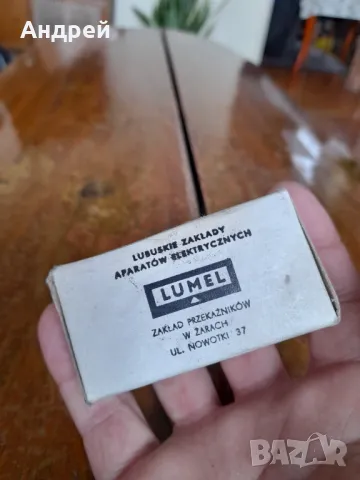 Андрей
LUBUSKIE ZAKŁADY
APARATÓW ELEKTRYCZNYCH
LUMEL
ZAKŁAD PRZEKAŹNIKÓW
W ŻARACH
UL. NOWOTKI 37
BAZAR